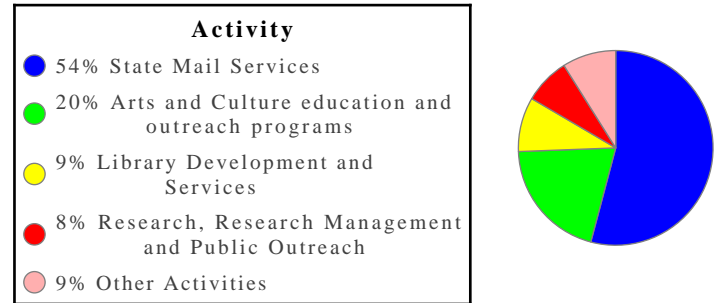 Activity
54% State Mail Services
20% Arts and Culture education and
outreach programs
9% Library Development and
Services
8% Research, Research Management
and Public Outreach
9% Other Activities